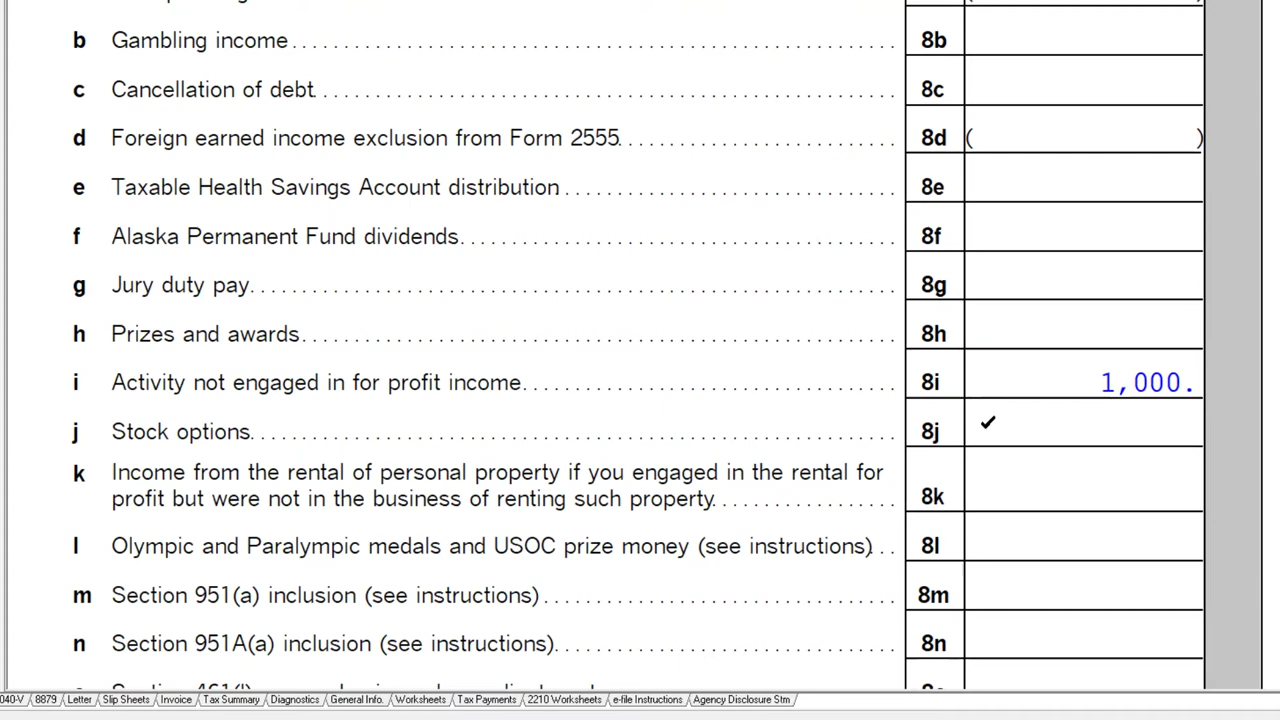 b Gambling income 8b
c Cancellation of debt 8c
d Foreign earned income exclusion from Form 2555 8d ( )
e Taxable Health Savings Account distribution 8e
f Alaska Permanent Fund dividends 8f
g Jury duty pay 8g
h Prizes and awards 8h
i Activity not engaged in for profit income 8i 1,000.
j Stock options 8j
k Income from the rental of personal property if you engaged in the rental for
profit but were not in the business of renting such property 8k
l Olympic and Paralympic medals and USOC prize money (see instructions) 8l
m Section 951(a) inclusion (see instructions) 8m
n Section 951A(a) inclusion (see instructions) 8n
040-V 8879 Letter Slip Sheets Invoice Tax Summary Diagnostics General Info. Worksheets Tax Payments 2210 Worksheets e-file Instructions Agency Disclosure Stm